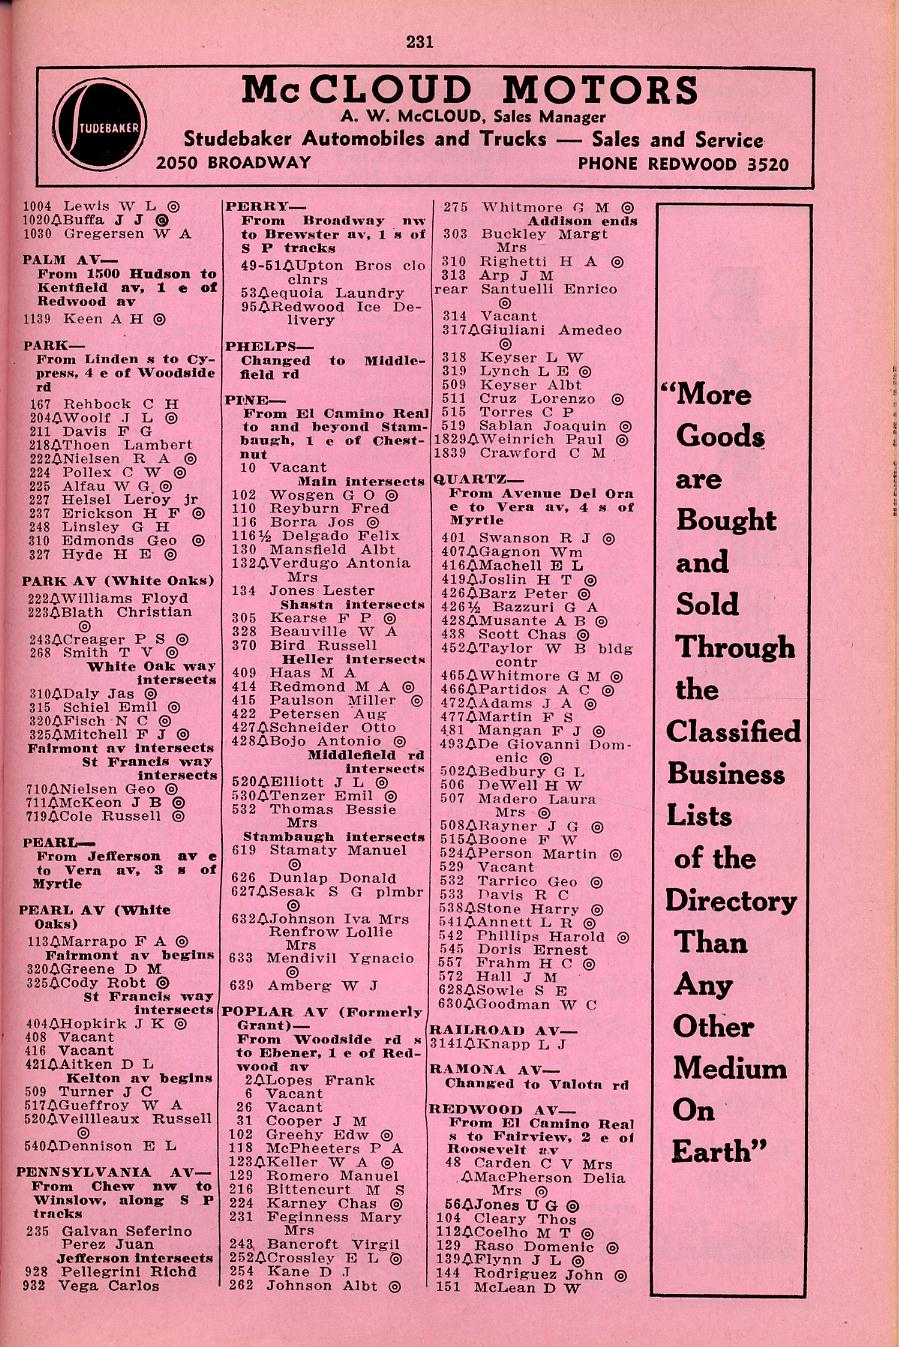 231
STUDEBAKER
McCLOUD MOTORS
A. W. McCLOUD, Sales Manager
Studebaker Automobiles and Trucks — Sales and Service
2050 BROADWAY PHONE REDWOOD 3520
1004 Lewis W L ⊚
1020△Buffa J J ⊚
1030 Gregersen W A
PALM AV—
From 1500 Hudson to
Kentfield av, 1 e of
Redwood av
1139 Keen A H ⊚
PARK—
From Linden s to Cy-
press, 4 e of Woodside
rd
167 Rehbock C H
204△Woolf J L ⊚
211 Davis F G
218△Thoen Lambert
222△Nielsen R A ⊚
224 Pollex C W ⊚
225 Alfau W G ⊚
227 Helsel Leroy jr
237 Erickson H F ⊚
248 Linsley G H
310 Edmonds Geo ⊚
327 Hyde H E ⊚
PARK AV (White Oaks)
222△Williams Floyd
223△Blath Christian
⊚
243△Creager P S ⊚
268 Smith T V ⊚
White Oak way
intersects
310△Daly Jas ⊚
315 Schiel Emil ⊚
320△Fisch N C ⊚
325△Mitchell F J ⊚
Fairmont av intersects
St Francis way
intersects
710△Nielsen Geo ⊚
711△McKeon J B ⊚
719△Cole Russell ⊚
PEARL—
From Jefferson av e
to Vera av, 3 s of
Myrtle
PEARL AV (White
Oaks)
113△Marrapo F A ⊚
Fairmont av begins
320△Greene D M
325△Cody Robt ⊚
St Francis way
intersects
404△Hopkirk J K ⊚
408 Vacant
416 Vacant
421△Aitken D L
Kelton av begins
509 Turner J C
517△Gueffroy W A
520△Veillleaux Russell
⊚
540△Dennison E L
PENNSYLVANIA AV—
From Chew nw to
Winslow, along S P
tracks
235 Galvan Seferino
Perez Juan
Jefferson intersects
928 Pellegrini Richd
932 Vega Carlos
PERRY—
From Broadway nw
to Brewster av, 1 s of
S P tracks
49-51△Upton Bros clo
clnrs
53△equoia Laundry
95△Redwood Ice De-
livery
PHELPS—
Changed to Middle-
field rd
PINE—
From El Camino Real
to and beyond Stam-
baugh, 1 e of Chest-
nut
10 Vacant
Main intersects
102 Wosgen G O ⊚
110 Reyburn Fred
116 Borra Jos ⊚
116½ Delgado Felix
130 Mansfield Albt
132△Verdugo Antonia
Mrs
134 Jones Lester
Shasta intersects
305 Kearse F P ⊚
328 Beauville W A
370 Bird Russell
Heller intersects
409 Haas M A
414 Redmond M A ⊚
415 Paulson Miller ⊚
422 Petersen Aug
427△Schneider Otto
428△Bojo Antonio ⊚
Middlefield rd
intersects
520△Elliott J L ⊚
530△Tenzer Emil ⊚
532 Thomas Bessie
Mrs
Stambaugh intersects
619 Stamaty Manuel
⊚
626 Dunlap Donald
627△Sesak S G plmbr
⊚
632△Johnson Iva Mrs
Renfrow Lollie
Mrs
633 Mendivil Ygnacio
⊚
639 Amberg W J
POPLAR AV (Formerly
Grant)—
From Woodside rd s
to Ebener, 1 e of Red-
wood av
2△Lopes Frank
6 Vacant
26 Vacant
31 Cooper J M
102 Greehy Edw ⊚
118 McPheeters P A
123△Keller W A ⊚
129 Romero Manuel
216 Bittencurt M S
224 Karney Chas ⊚
231 Feginness Mary
Mrs
243 Bancroft Virgil
252△Crossley E L ⊚
254 Kane D J
262 Johnson Albt ⊚
275 Whitmore G M ⊚
Addison ends
303 Buckley Margt
Mrs
310 Righetti H A ⊚
313 Arp J M
rear Santuelli Enrico
⊚
314 Vacant
317△Giuliani Amedeo
⊚
318 Keyser L W
319 Lynch L E ⊚
509 Keyser Albt
511 Cruz Lorenzo ⊚
515 Torres C P
519 Sablan Joaquin ⊚
1829△Weinrich Paul ⊚
1839 Crawford C M
QUARTZ—
From Avenue Del Ora
e to Vera av, 4 s of
Myrtle
401 Swanson R J ⊚
407△Gagnon Wm
416△Machell E L
419△Joslin H T ⊚
426△Barz Peter ⊚
426½ Bazzuri G A
428△Musante A B ⊚
438 Scott Chas ⊚
452△Taylor W B bldg
contr
465△Whitmore G M ⊚
466△Partidos A C ⊚
472△Adams J A ⊚
477△Martin F S
481 Mangan F J ⊚
493△De Giovanni Dom-
enic ⊚
502△Bedbury G L
506 DeWell H W
507 Madero Laura
Mrs ⊚
508△Rayner J G ⊚
515△Boone F W
524△Person Martin ⊚
529 Vacant
532 Tarrico Geo ⊚
533 Davis R C
538△Stone Harry ⊚
541△Annett L R ⊚
542 Phillips Harold ⊚
545 Doris Ernest
557 Frahm H C ⊚
572 Hall J M
628△Sowle S E
630△Goodman W C
RAILROAD AV—
3141△Knapp L J
RAMONA AV—
Changed to Valota rd
REDWOOD AV—
From El Camino Real
s to Fairview, 2 e of
Roosevelt av
48 Carden C V Mrs
△MacPherson Delia
Mrs ⊚
56△Jones U G ⊚
104 Cleary Thos
112△Coelho M T ⊚
129 Raso Domenic ⊚
139△Flynn J L ⊚
144 Rodriguez John ⊚
151 McLean D W
“More
Goods
are
Bought
and
Sold
Through
the
Classified
Business
Lists
of the
Directory
Than
Any
Other
Medium
On
Earth”